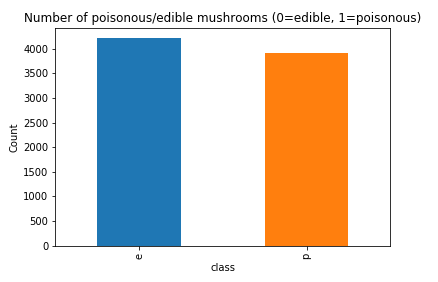 Number of poisonous/edible mushrooms (0=edible, 1=poisonous)
4000
3500
3000
2500
2000
1500
1000
500
0
Count
e
p
class